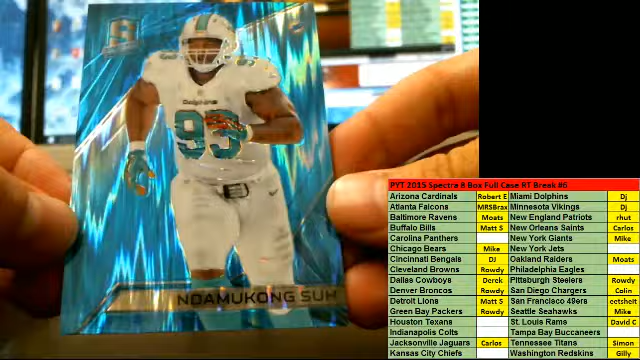 93
93
NDAMUKONG SUH
PYT 2015 Spectra 8 Box Full Case RT Break #6
Arizona Cardinals Robert E Miami Dolphins Dj
Atlanta Falcons MRSBrax Minnesota Vikings Dj
Baltimore Ravens Moats New England Patriots rhut
Buffalo Bills Matt S New Orleans Saints Carlos
Carolina Panthers New York Giants Mike
Chicago Bears Mike New York Jets
Cincinnati Bengals DJ Oakland Raiders Moats
Cleveland Browns Rowdy Philadelphia Eagles
Dallas Cowboys Derek Pittsburgh Steelers Rowdy
Denver Broncos Rowdy San Diego Chargers Colin
Detroit Lions Matt S San Francisco 49ers eetsheit
Green Bay Packers Rowdy Seattle Seahawks Mike
Houston Texans St. Louis Rams David C
Indianapolis Colts Tampa Bay Buccaneers
Jacksonville Jaguars Carlos Tennessee Titans Simon
Kansas City Chiefs Washington Redskins Gilly